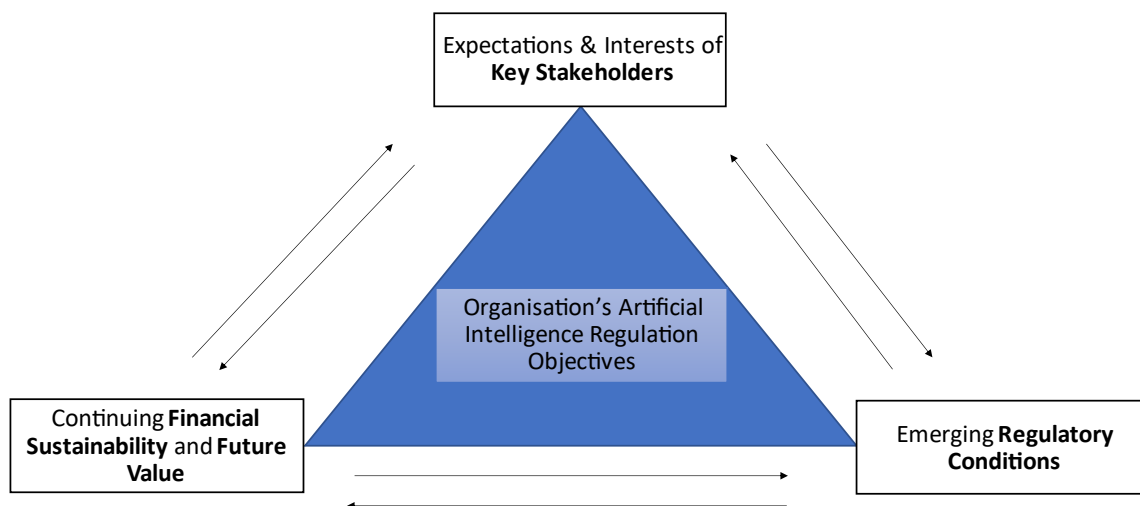 Expectations & Interests of
Key Stakeholders
Organisation's Artificial
Intelligence Regulation
Objectives
Continuing Financial
Sustainability and Future
Value
Emerging Regulatory
Conditions